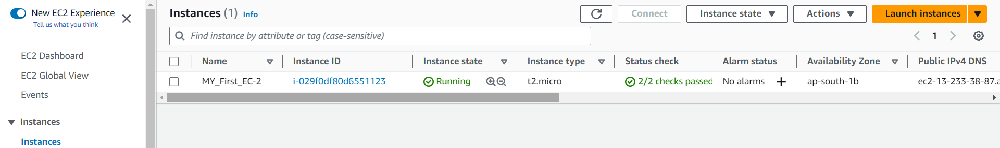 New EC2 Experience
Tell us what you think
EC2 Dashboard
EC2 Global View
Events
Instances
Instances
Instances (1) Info
Connect
Instance state
Actions
Launch instances
Find instance by attribute or tag (case-sensitive)
1
Name Instance ID Instance state Instance type Status check Alarm status Availability Zone Public IPv4 DNS
MY_First_EC-2 i-029f0df80d6551123 Running t2.micro 2/2 checks passed No alarms ap-south-1b ec2-13-233-38-87.a